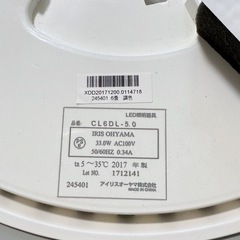 XDD20171200.0114718
245401 6畳 調色
LED照明器具
品番: CL6DL-5.0
IRIS OHYAMA
33.0W AC100V
50/60HZ 0.34A
ta 5～35℃ 2017 年製
Lot NO. 1712141
245401 アイリスオーヤマ株式会社
MADE IN CHINA